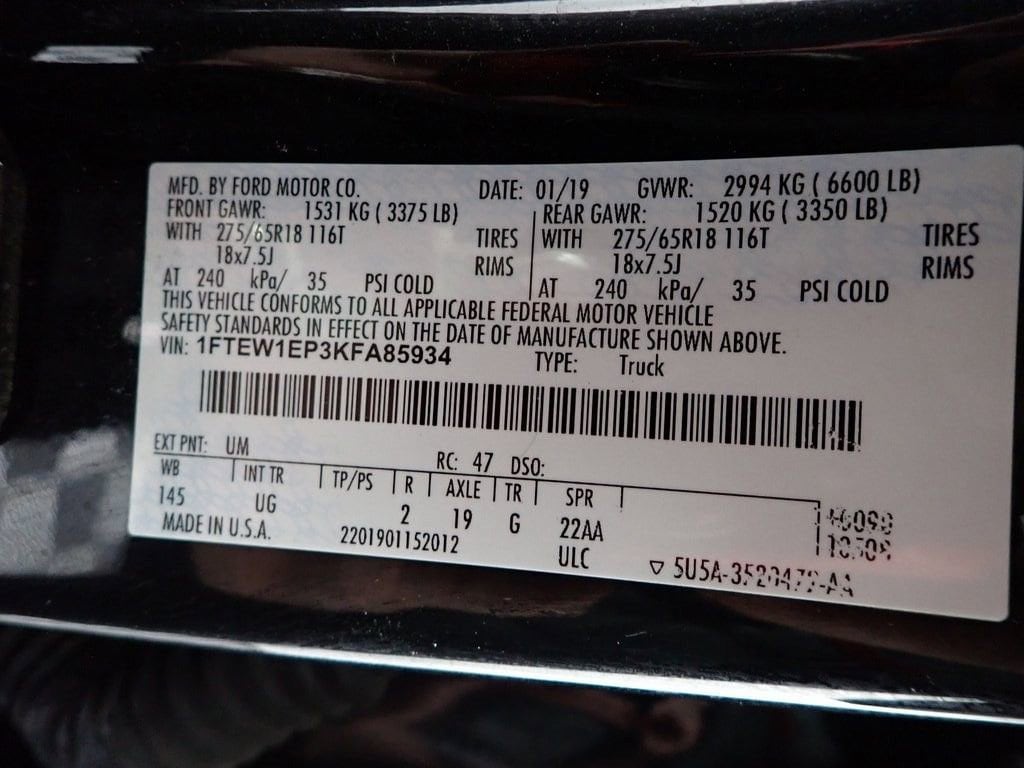 MFD. BY FORD MOTOR CO. DATE: 01/19 GVWR: 2994 KG ( 6600 LB)
FRONT GAWR: 1531 KG ( 3375 LB) REAR GAWR: 1520 KG ( 3350 LB)
WITH 275/65R18 116T TIRES WITH 275/65R18 116T TIRES
18x7.5J RIMS 18x7.5J RIMS
AT 240 kPa/ 35 PSI COLD AT 240 kPa/ 35 PSI COLD
THIS VEHICLE CONFORMS TO ALL APPLICABLE FEDERAL MOTOR VEHICLE
SAFETY STANDARDS IN EFFECT ON THE DATE OF MANUFACTURE SHOWN ABOVE.
VIN: 1FTEW1EP3KFA85934 TYPE: Truck
EXT PNT: UM RC: 47 DSO:
WB INT TR TP/PS R AXLE TR SPR
145 UG 2 19 G 22AA
MADE IN U.S.A. 2201901152012 ULC